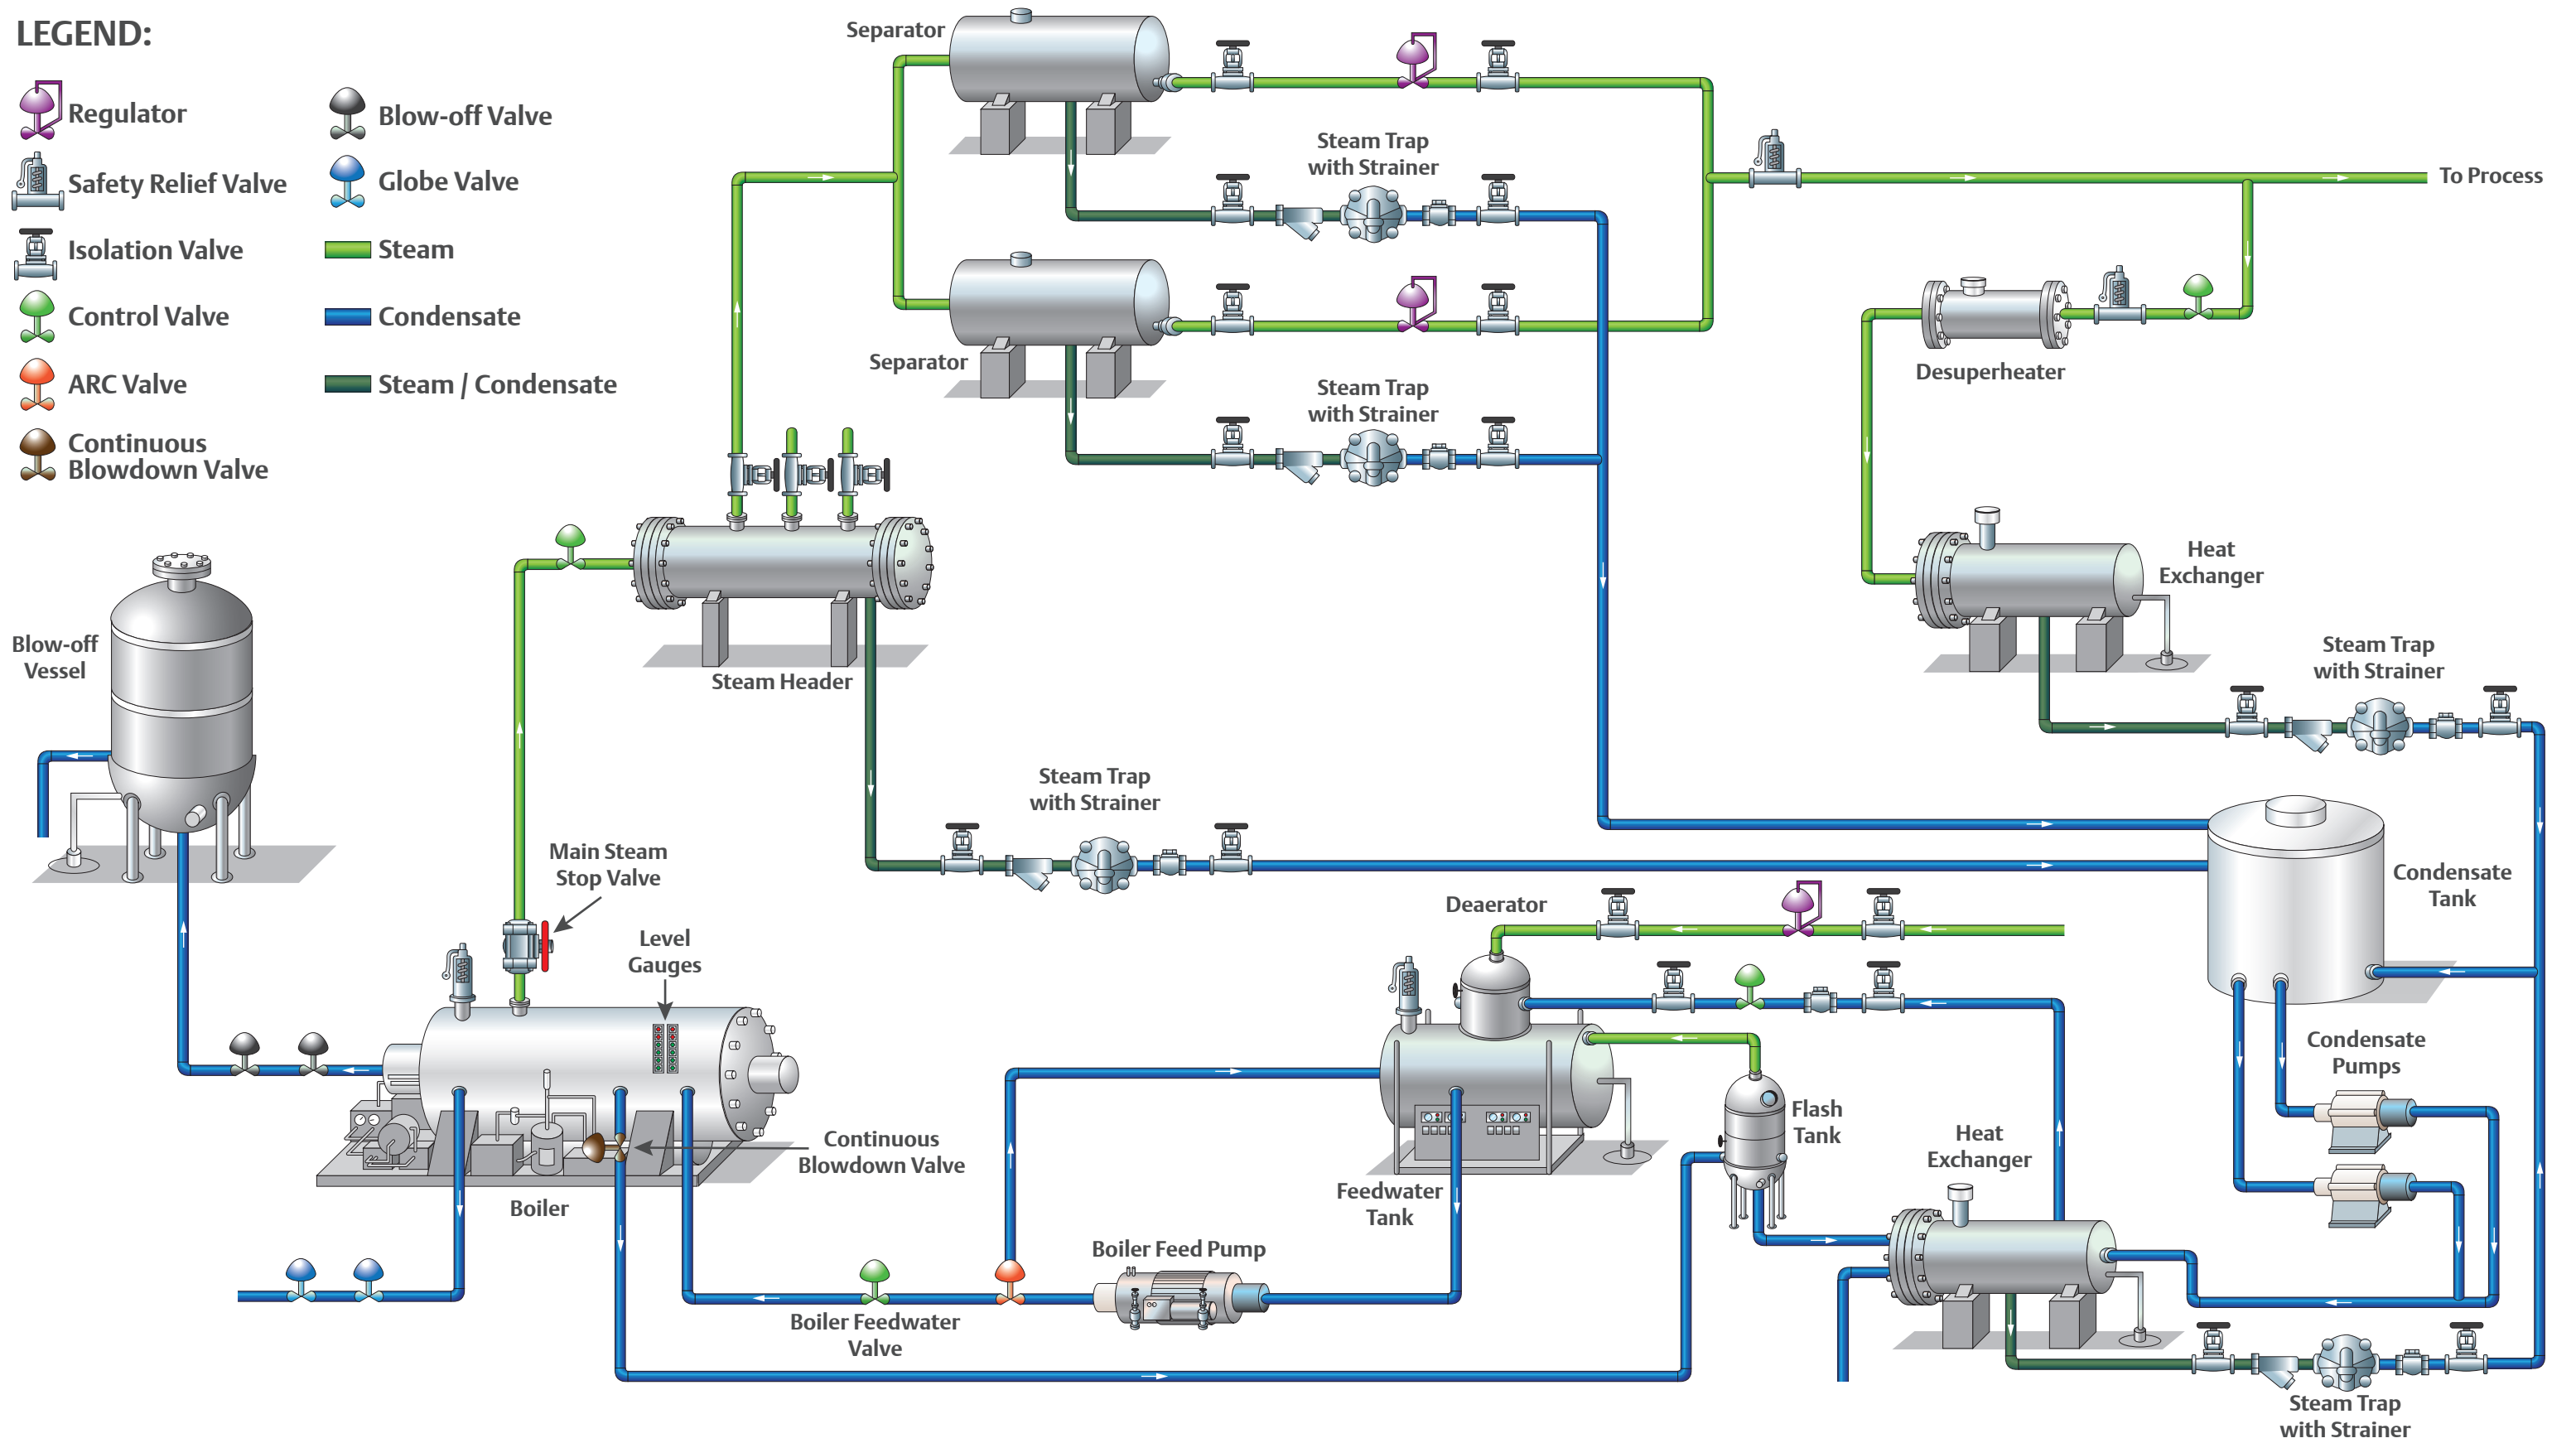 LEGEND:
Regulator
Blow-off Valve
Safety Relief Valve
Globe Valve
Isolation Valve
Steam
Control Valve
Condensate
ARC Valve
Steam / Condensate
Continuous
Blowdown Valve
Separator
Steam Trap
with Strainer
To Process
Separator
Steam Trap
with Strainer
Desuperheater
Heat
Exchanger
Blow-off
Vessel
Steam Header
Steam Trap
with Strainer
Steam Trap
with Strainer
Main Steam
Stop Valve
Condensate
Tank
Deaerator
Level
Gauges
Condensate
Pumps
Flash
Tank
Continuous
Blowdown Valve
Heat
Exchanger
Boiler
Feedwater
Tank
Boiler Feed Pump
Boiler Feedwater
Valve
Steam Trap
with Strainer